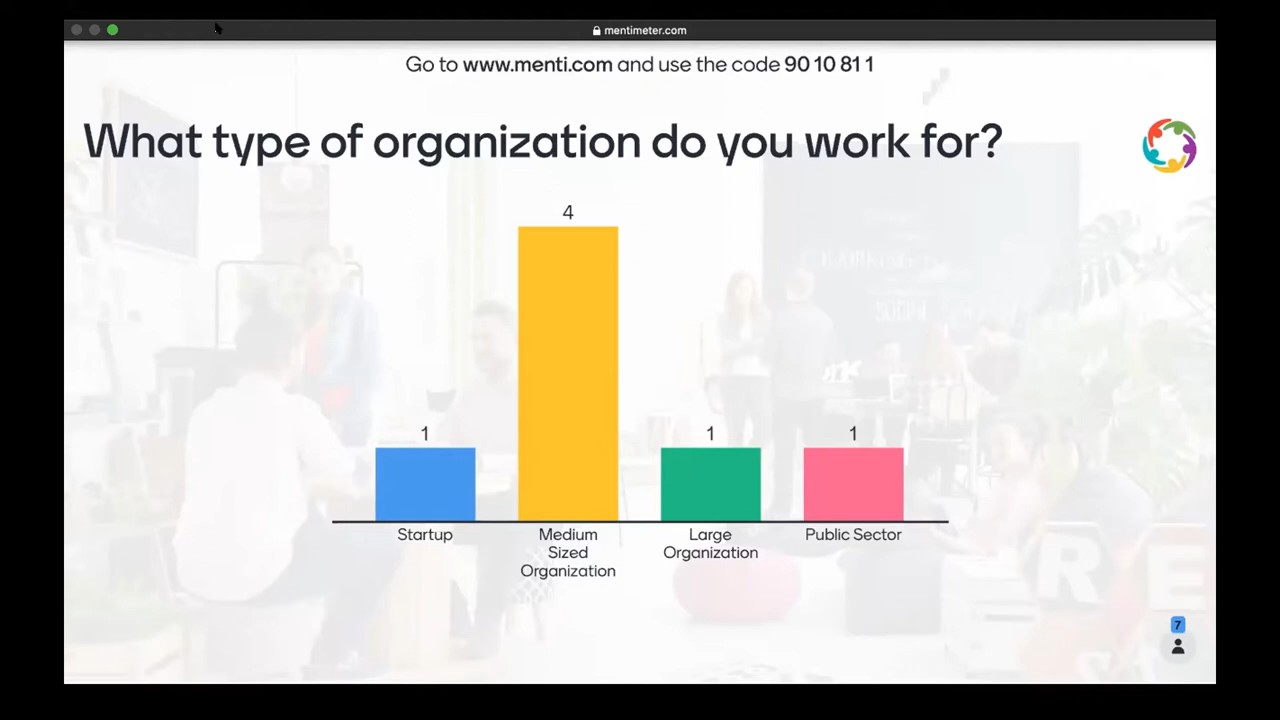 mentimeter.com
Go to www.menti.com and use the code 90 10 81 1
What type of organization do you work for?
4
1
1
1
Startup
Medium
Sized
Organization
Large
Organization
Public Sector
R E
7